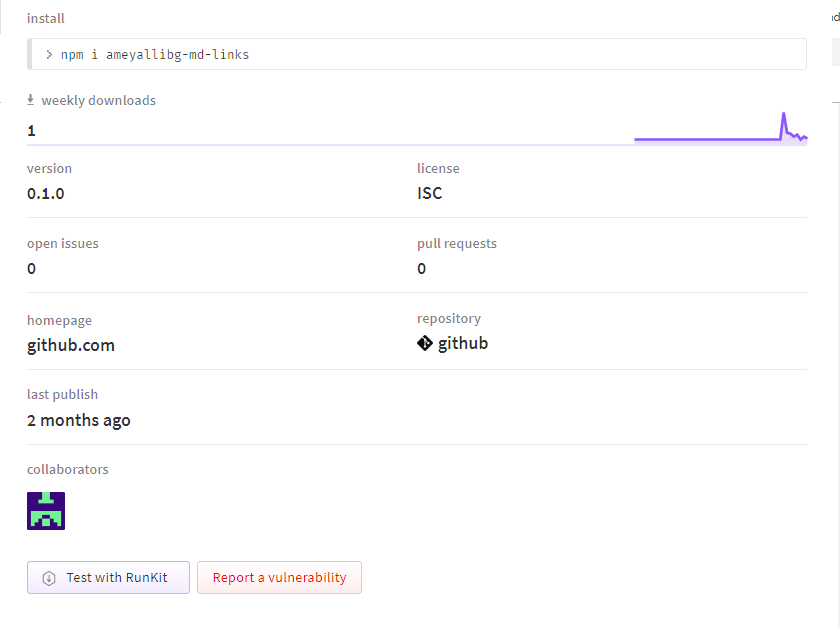 install
> npm i ameyallibg-md-links
weekly downloads
1
version
license
0.1.0
ISC
open issues
pull requests
0
0
homepage
repository
github.com
github
last publish
2 months ago
collaborators
Test with RunKit
Report a vulnerability